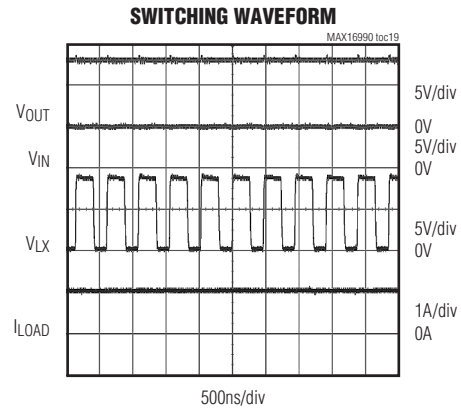 SWITCHING WAVEFORM
MAX16990 toc19
VOUT
5V/div
0V
VIN
5V/div
0V
VLX
5V/div
0V
ILOAD
1A/div
0A
500ns/div